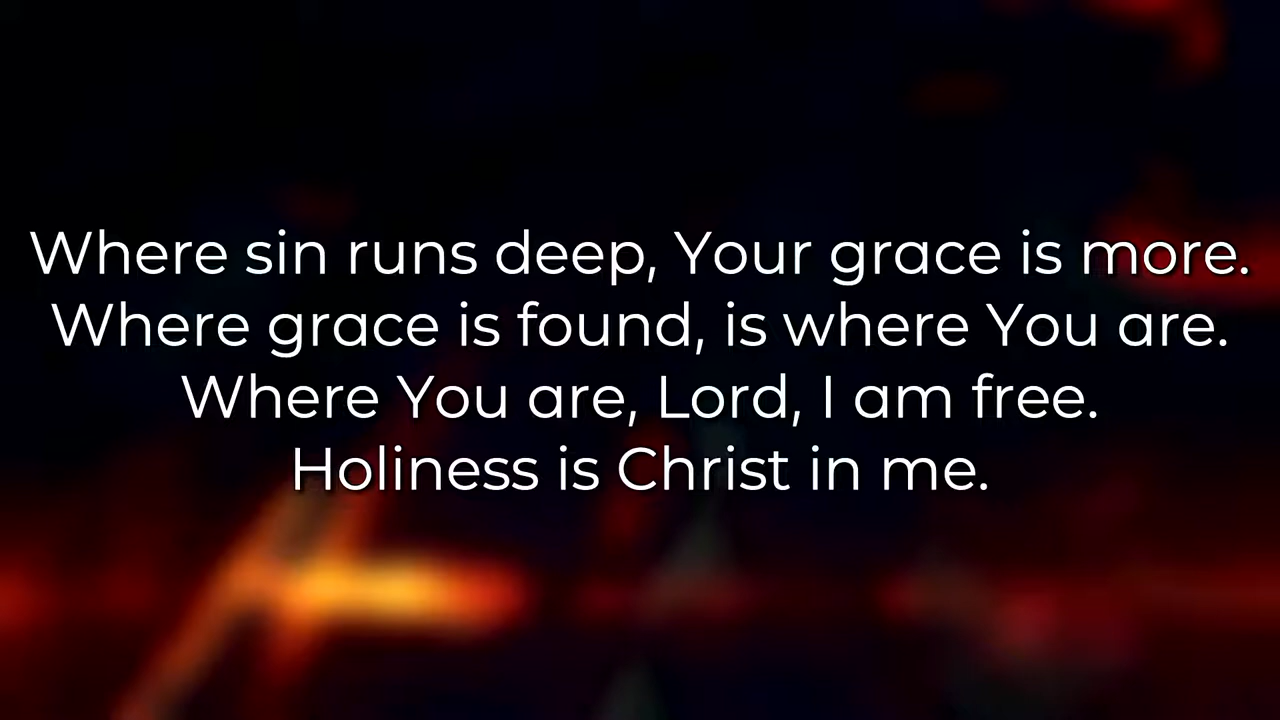 Where sin runs deep, Your grace is more.
Where grace is found, is where You are.
Where You are, Lord, I am free.
Holiness is Christ in me.